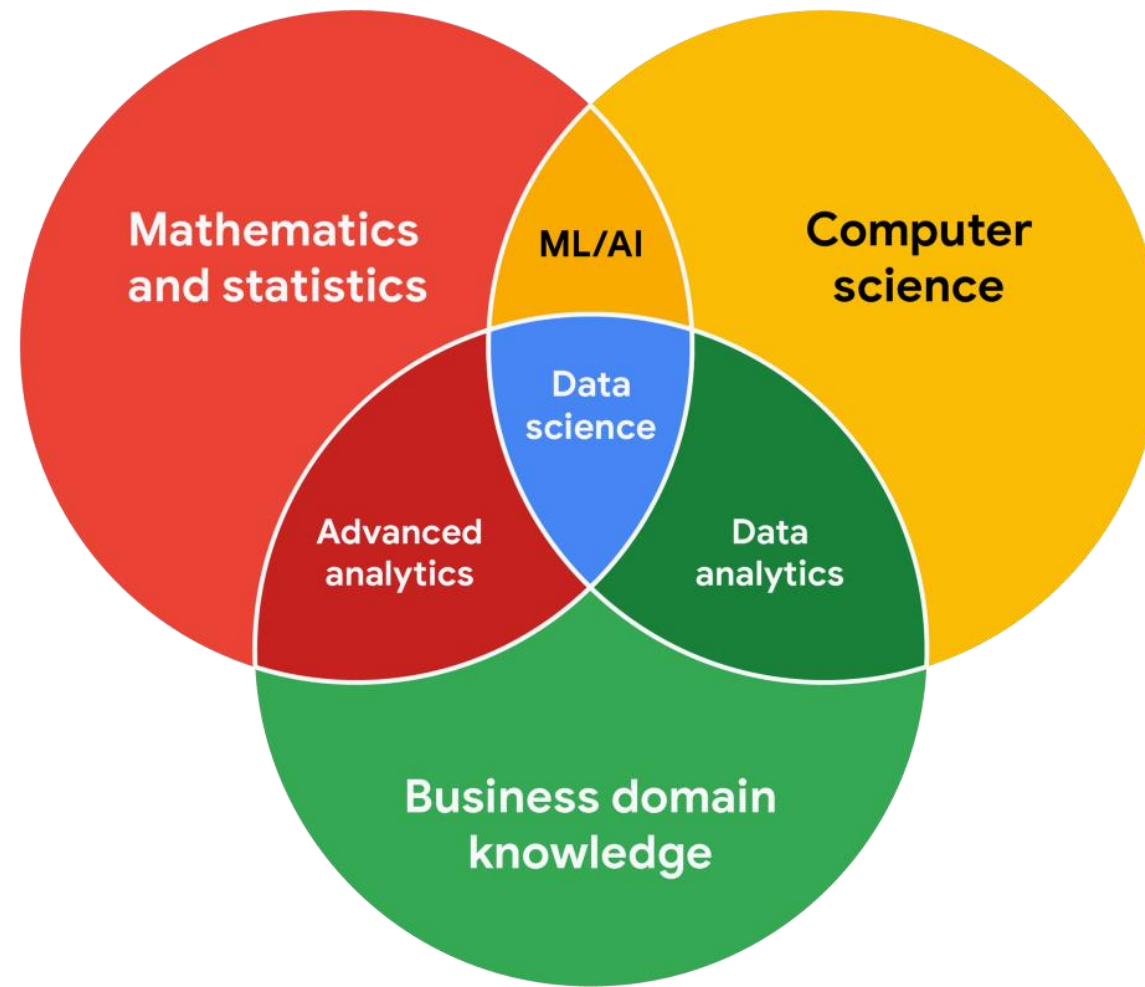 Mathematics
and statistics
ML/AI
Computer
science
Data
science
Advanced
analytics
Data
analytics
Business domain
knowledge